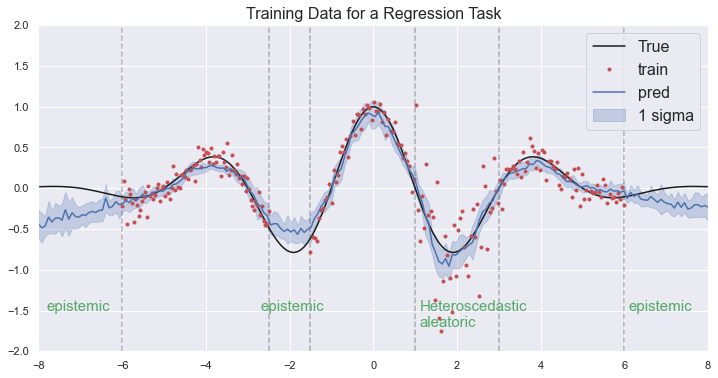 Training Data for a Regression Task
2.0
1.5
1.0
0.5
0.0
−0.5
−1.0
−1.5
−2.0
True
train
pred
1 sigma
epistemic
epistemic
Heteroscedastic
aleatoric
epistemic
−8 −6 −4 −2 0 2 4 6 8